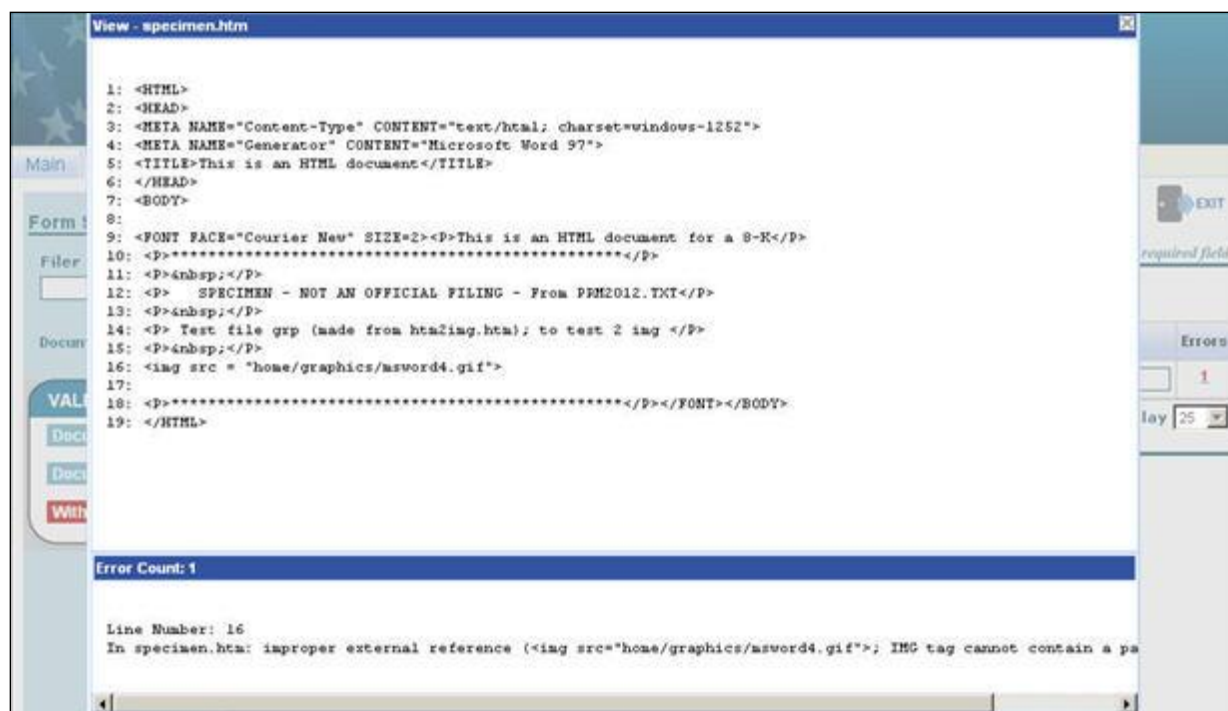 View - specimen.htm
1: <HTML>
2: <HEAD>
3: <META NAME="Content-Type" CONTENT="text/html; charset=windows-1252">
4: <META NAME="Generator" CONTENT="Microsoft Word 97">
5: <TITLE>This is an HTML document</TITLE>
6: </HEAD>
7: <BODY>
8:
9: <FONT FACE="Courier New" SIZE=2><P>This is an HTML document for a 8-K</P>
10: <P>**************************************************</P>
11: <P>&nbsp;</P>
12: <P>   SPECIMEN - NOT AN OFFICIAL FILING - From PRM2012.TXT</P>
13: <P>&nbsp;</P>
14: <P> Test file grp (made from htm2img.htm); to test 2 img </P>
15: <P>&nbsp;</P>
16: <img src = "home/graphics/msword4.gif">
17:
18: <P>**************************************************</P></FONT></BODY>
19: </HTML>
Main
EXIT
Form S
required field
Filer
Docum
Errors
1
VALI
lay 25
Docu
Docu
With
Error Count: 1
Line Number: 16
In specimen.htm: improper external reference (<img src="home/graphics/msword4.gif">; IMG tag cannot contain a pa